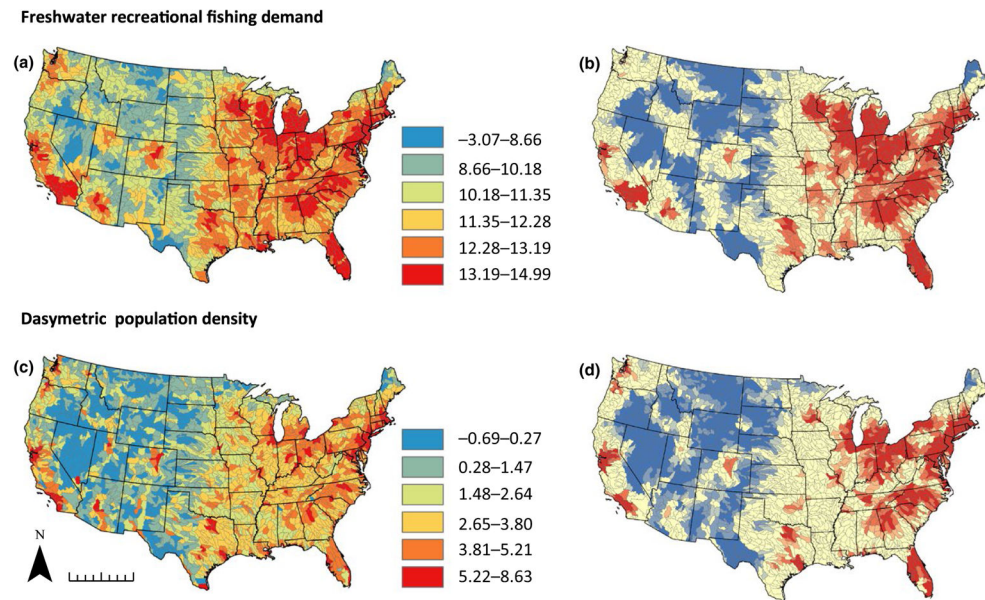 Freshwater recreational fishing demand
(a)
(b)
–3.07–8.66
8.66–10.18
10.18–11.35
11.35–12.28
12.28–13.19
13.19–14.99
Dasymetric population density
(c)
(d)
–0.69–0.27
0.28–1.47
1.48–2.64
2.65–3.80
3.81–5.21
5.22–8.63
N